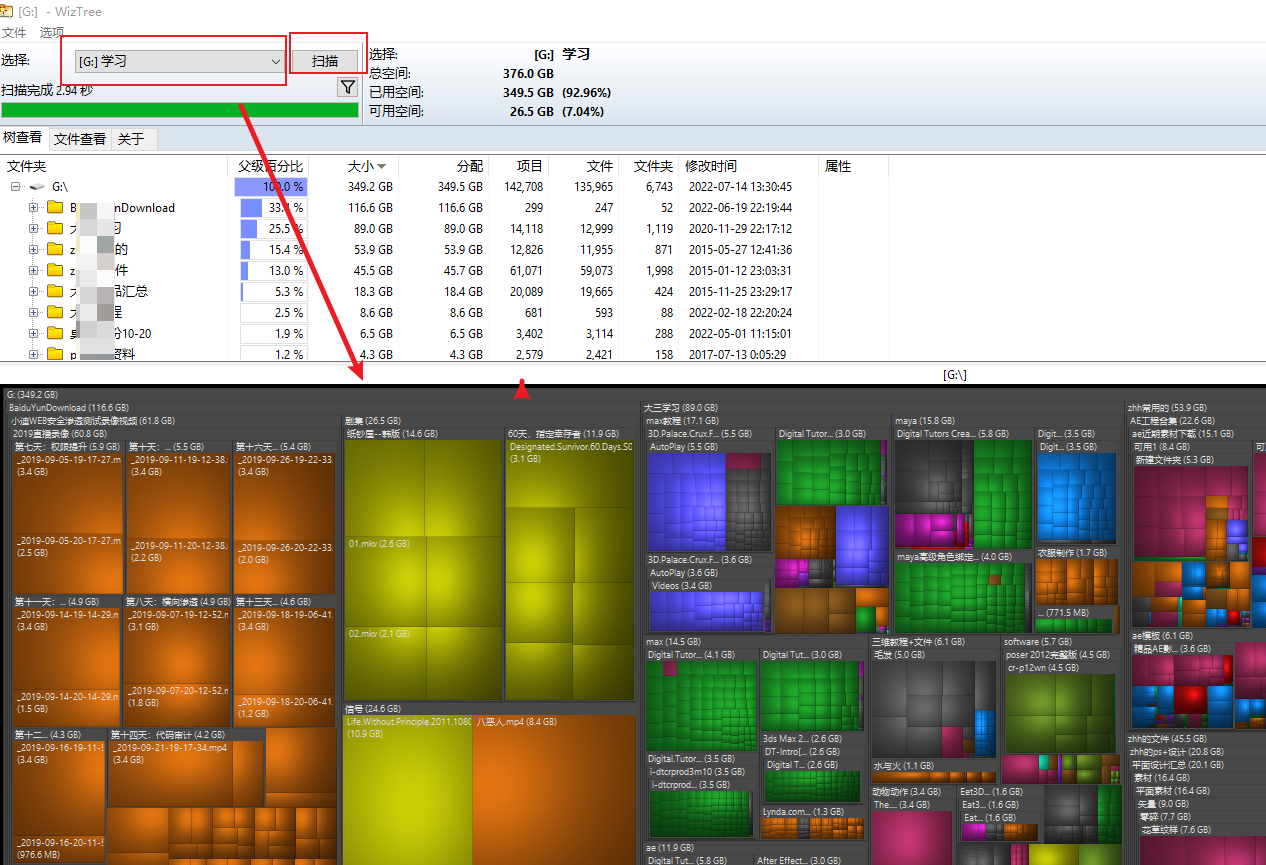 [G:] - WizTree
文件 选项
选择: [G:] 学习 扫描
扫描完成 2.94 秒
选择: [G:] 学习
总空间: 376.0 GB
已用空间: 349.5 GB (92.96%)
可用空间: 26.5 GB (7.04%)
树查看 文件查看 关于
文件夹 父级百分比 大小 分配 项目 文件 文件夹 修改时间 属性
G:\ 100.0 % 349.2 GB 349.5 GB 142,708 135,965 6,743 2022-07-14 13:30:45
nDownload 116.6 GB 116.6 GB 299 247 52 2022-06-19 22:19:44
25.5 % 89.0 GB 89.0 GB 14,118 12,999 1,119 2020-11-29 22:17:12
的 15.4 % 53.9 GB 53.9 GB 12,826 11,955 871 2015-05-27 12:41:36
件 13.0 % 45.5 GB 45.7 GB 61,071 59,073 1,998 2015-01-12 23:03:31
汇总 5.3 % 18.3 GB 18.4 GB 20,089 19,665 424 2015-11-25 23:29:17
程 2.5 % 8.6 GB 8.6 GB 681 593 88 2022-02-18 22:20:24
10-20 1.9 % 6.5 GB 6.5 GB 3,402 3,114 288 2022-05-01 11:15:01
资料 1.2 % 4.3 GB 4.3 GB 2,579 2,421 158 2017-07-13 0:05:29
[G:\]
G: (349.2 GB)
BaiduYunDownload (116.6 GB)
小迪WEB安全渗透测试录像视频 (61.8 GB)
2019直播录像 (60.8 GB)
第七天：权限提升 (5.9 GB)
_2019-09-05-19-17-27.m
(3.4 GB)
_2019-09-05-20-17-27.m
(2.5 GB)
第十天：... (5.5 GB)
_2019-09-11-19-12-38.
(3.4 GB)
_2019-09-11-20-12-38.
(2.2 GB)
第十六天... (5.4 GB)
_2019-09-26-19-22-33.
(3.4 GB)
_2019-09-26-20-22-33.
(2.0 GB)
第十一天：... (4.9 GB)
_2019-09-14-19-14-29.m
(3.4 GB)
_2019-09-14-20-14-29.m
(1.5 GB)
第八天：横向渗透 (4.9 GB)
_2019-09-07-19-12-52.m
(3.1 GB)
_2019-09-07-20-12-52.m
(1.8 GB)
第十三天... (4.6 GB)
_2019-09-18-19-06-41.
(3.4 GB)
_2019-09-18-20-06-41.
(1.2 GB)
第十二... (4.3 GB)
_2019-09-16-19-11-
(3.4 GB)
_2019-09-16-20-11-
(976.6 MB)
第十四天：代码审计 (4.2 GB)
_2019-09-21-19-17-34.mp4
(3.4 GB)
剧集 (26.5 GB)
纸钞屋--韩版 (14.6 GB)
01.mkv (2.6 GB)
02.mkv (2.1 GB)
60天，指定幸存者 (11.9 GB)
Designated.Survivor.60.Days.S0
(3.1 GB)
信号 (24.6 GB)
Life.Without.Principle.2011.1080
(10.9 GB)
八恶人.mp4 (8.4 GB)
大三学习 (89.0 GB)
max教程 (17.1 GB)
3D.Palace.Crux.F... (5.5 GB)
AutoPlay (5.5 GB)
3D.Palace.Crux.F... (3.6 GB)
AutoPlay (3.6 GB)
Videos (3.4 GB)
Digital Tutor... (3.0 GB)
maya (15.8 GB)
Digital Tutors Crea... (5.8 GB)
maya高级角色绑定... (4.0 GB)
Digit... (3.5 GB)
Digit... (3.5 GB)
衣服制作 (1.7 GB)
... (771.5 MB)
max (14.5 GB)
Digital Tutor... (4.1 GB)
Digital Tut... (3.0 GB)
Digital.Tutor... (3.5 GB)
i-dtcrprod3m10 (3.5 GB)
i-dtcrprod... (3.5 GB)
3ds Max 2... (2.6 GB)
DT-Intro[... (2.6 GB)
Digital T... (2.6 GB)
Lynda.com... (1.3 GB)
ae (11.9 GB)
Digital Tut... (5.8 GB)
After Effect... (3.0 GB)
三维教程+文件 (6.1 GB)
毛发 (5.0 GB)
水与火 (1.1 GB)
software (5.7 GB)
poser 2012完整版 (4.5 GB)
cr-p12wn (4.5 GB)
动物动作 (3.4 GB)
The... (3.4 GB)
Eet3D... (1.6 GB)
Eat3... (1.6 GB)
Eat... (1.6 GB)
zhh常用的 (53.9 GB)
AE工程合集 (22.6 GB)
ae近期素材下载 (15.1 GB)
可用1 (8.4 GB)
新建文件夹 (5.3 GB)
ae模板 (6.1 GB)
精品AE影... (3.6 GB)
zhh的文件 (45.5 GB)
zhh的ps+设计 (20.8 GB)
平面设计汇总 (20.1 GB)
素材 (16.4 GB)
平面素材 (16.4 GB)
矢量 (9.0 GB)
零碎 (7.7 GB)
花草纹样 (7.6 GB)